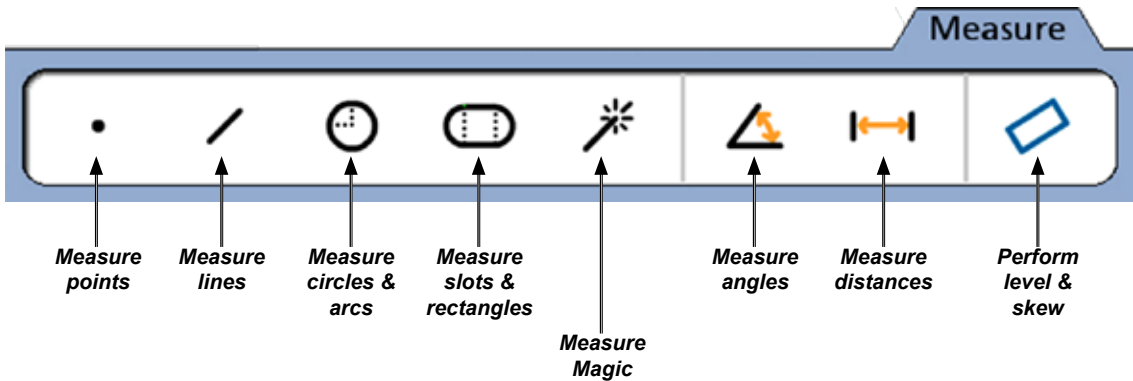 Measure
Measure
points
Measure
lines
Measure
circles &
arcs
Measure
slots &
rectangles
Measure
Magic
Measure
angles
Measure
distances
Perform
level &
skew